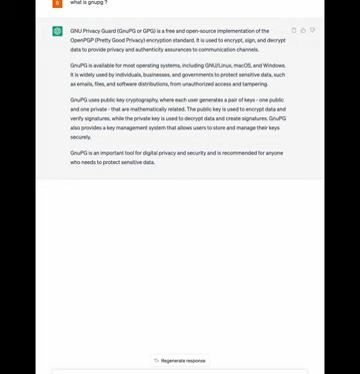 what is gnupg ?
GNU Privacy Guard (GnuPG or GPG) is a free and open-source implementation of the
OpenPGP (Pretty Good Privacy) encryption standard. It is used to encrypt, sign, and decrypt
data to provide privacy and authenticity assurances to communication channels.
GnuPG is available for most operating systems, including GNU/Linux, macOS, and Windows.
It is widely used by individuals, businesses, and governments to protect sensitive data, such
as emails, files, and software distributions, from unauthorized access and tampering.
GnuPG uses public key cryptography, where each user generates a pair of keys - one public
and one private - that are mathematically related. The public key is used to encrypt data and
verify signatures, while the private key is used to decrypt data and create signatures. GnuPG
also provides a key management system that allows users to store and manage their keys
securely.
GnuPG is an important tool for digital privacy and security and is recommended for anyone
who needs to protect sensitive data.
Regenerate response